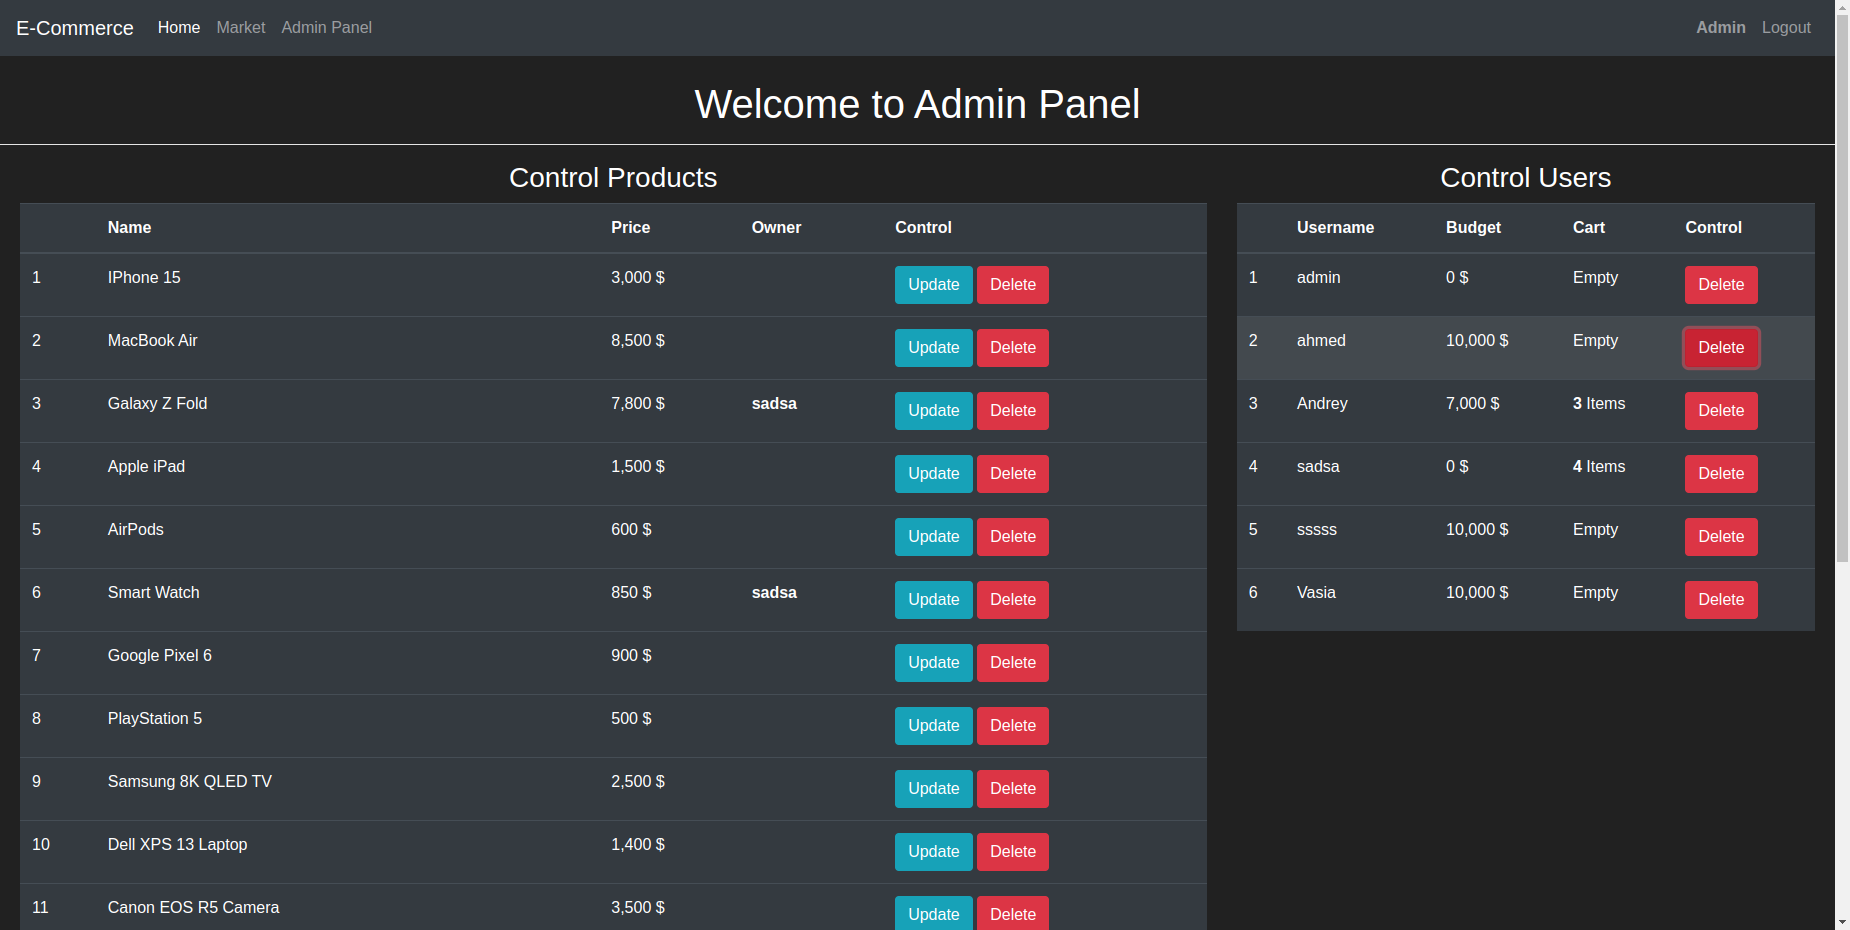 E-Commerce Home Market Admin Panel Admin Logout
Welcome to Admin Panel
Control Products
Name Price Owner Control
1 IPhone 15 3,000 $ Update Delete
2 MacBook Air 8,500 $ Update Delete
3 Galaxy Z Fold 7,800 $ sadsa Update Delete
4 Apple iPad 1,500 $ Update Delete
5 AirPods 600 $ Update Delete
6 Smart Watch 850 $ sadsa Update Delete
7 Google Pixel 6 900 $ Update Delete
8 PlayStation 5 500 $ Update Delete
9 Samsung 8K QLED TV 2,500 $ Update Delete
10 Dell XPS 13 Laptop 1,400 $ Update Delete
11 Canon EOS R5 Camera 3,500 $ Update Delete
Control Users
Username Budget Cart Control
1 admin 0 $ Empty Delete
2 ahmed 10,000 $ Empty Delete
3 Andrey 7,000 $ 3 Items Delete
4 sadsa 0 $ 4 Items Delete
5 sssss 10,000 $ Empty Delete
6 Vasia 10,000 $ Empty Delete